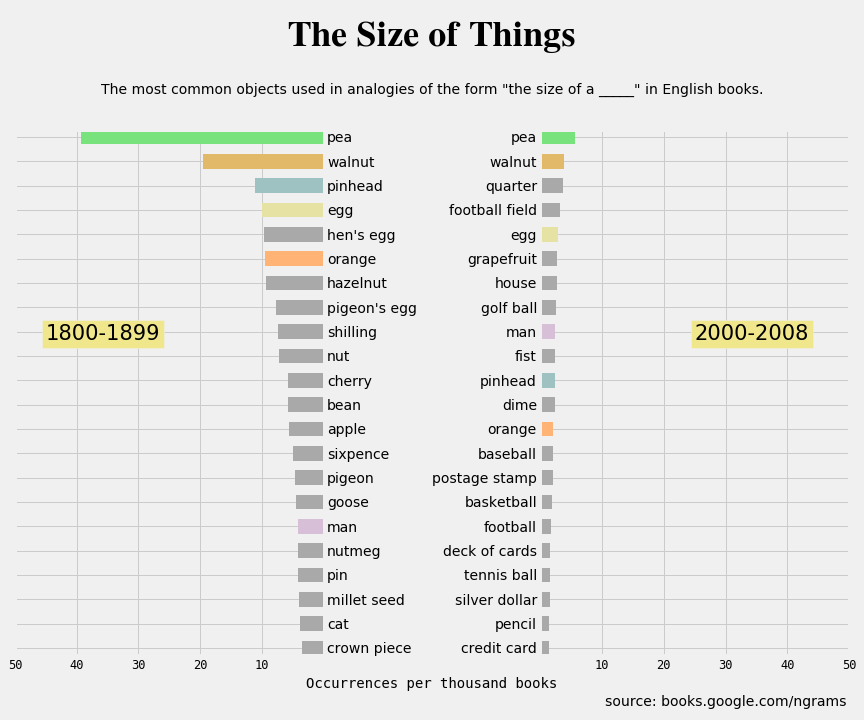 The Size of Things
The most common objects used in analogies of the form "the size of a _____" in English books.
pea pea
walnut walnut
pinhead quarter
egg football field
hen's egg egg
orange grapefruit
hazelnut house
pigeon's egg golf ball
1800-1899 shilling man 2000-2008
nut fist
cherry pinhead
bean dime
apple orange
sixpence baseball
pigeon postage stamp
goose basketball
man football
nutmeg deck of cards
pin tennis ball
millet seed silver dollar
cat pencil
crown piece credit card
50 40 30 20 10 10 20 30 40 50
Occurrences per thousand books
source: books.google.com/ngrams